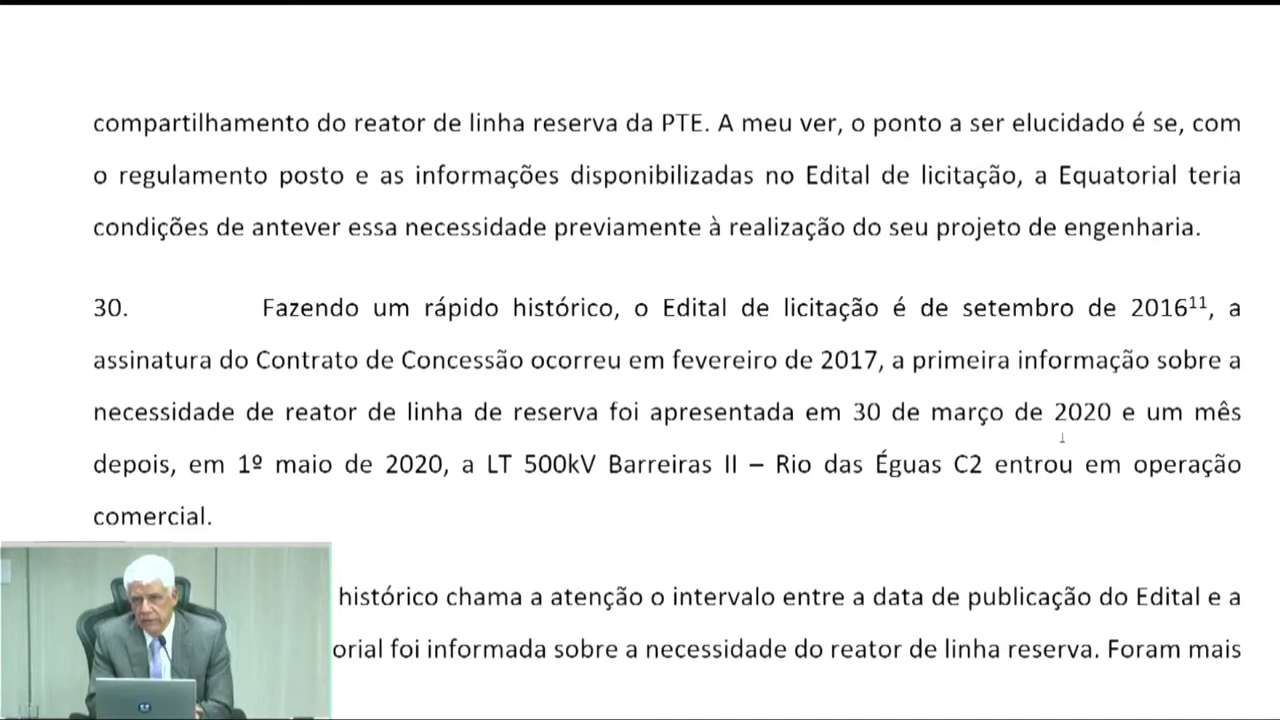 compartilhamento do reator de linha reserva da PTE. A meu ver, o ponto a ser elucidado é se, com
o regulamento posto e as informações disponibilizadas no Edital de licitação, a Equatorial teria
condições de antever essa necessidade previamente à realização do seu projeto de engenharia.
30. Fazendo um rápido histórico, o Edital de licitação é de setembro de 2016¹¹, a
assinatura do Contrato de Concessão ocorreu em fevereiro de 2017, a primeira informação sobre a
necessidade de reator de linha de reserva foi apresentada em 30 de março de 2020 e um mês
depois, em 1º maio de 2020, a LT 500kV Barreiras II – Rio das Éguas C2 entrou em operação
comercial.
histórico chama a atenção o intervalo entre a data de publicação do Edital e a
orial foi informada sobre a necessidade do reator de linha reserva. Foram mais